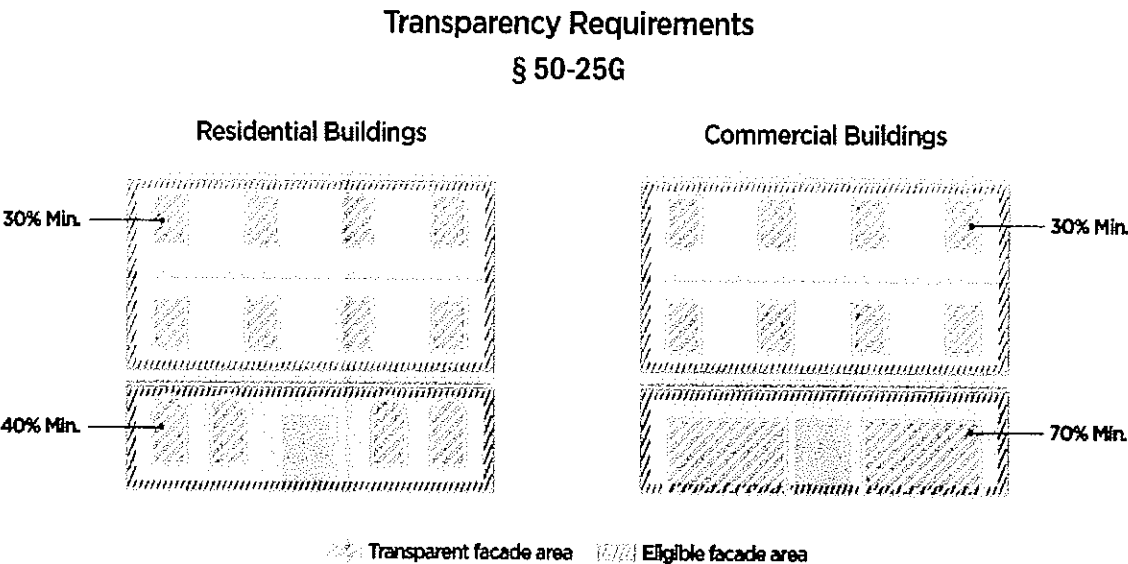 Transparency Requirements
§ 50-25G
Residential Buildings
Commercial Buildings
30% Min.
30% Min.
40% Min.
70% Min.
Transparent facade area
Eligible facade area